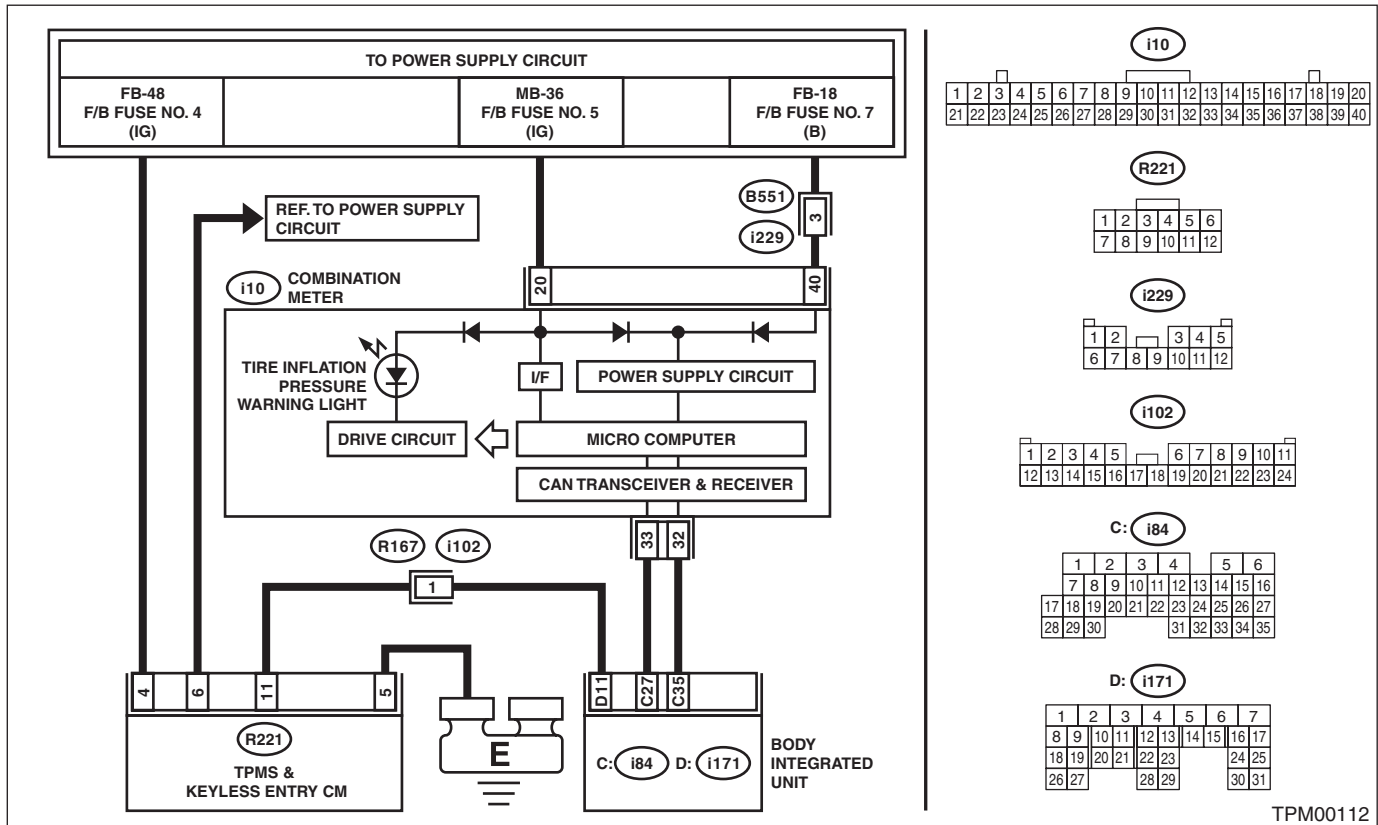 TO POWER SUPPLY CIRCUIT
FB-48
F/B FUSE NO. 4
(IG)
MB-36
F/B FUSE NO. 5
(IG)
FB-18
F/B FUSE NO. 7
(B)
REF. TO POWER SUPPLY
CIRCUIT
B551
3
i229
i10
COMBINATION
METER
20
40
TIRE INFLATION
PRESSURE
WARNING LIGHT
I/F
POWER SUPPLY CIRCUIT
DRIVE CIRCUIT
MICRO COMPUTER
CAN TRANSCEIVER & RECEIVER
33
32
R167
i102
1
4
6
11
5
D11
C27
C35
R221
TPMS &
KEYLESS ENTRY CM
E
C: i84 D: i171
BODY
INTEGRATED
UNIT
i10
1 2 3 4 5 6 7 8 9 10 11 12 13 14 15 16 17 18 19 20
21 22 23 24 25 26 27 28 29 30 31 32 33 34 35 36 37 38 39 40
R221
1 2 3 4 5 6
7 8 9 10 11 12
i229
1 2 3 4 5
6 7 8 9 10 11 12
i102
1 2 3 4 5 6 7 8 9 10 11
12 13 14 15 16 17 18 19 20 21 22 23 24
C: i84
1 2 3 4 5 6
7 8 9 10 11 12 13 14 15 16
17 18 19 20 21 22 23 24 25 26 27
28 29 30 31 32 33 34 35
D: i171
1 2 3 4 5 6 7
8 9 10 11 12 13 14 15 16 17
18 19 20 21 22 23 24 25
26 27 28 29 30 31
TPM00112